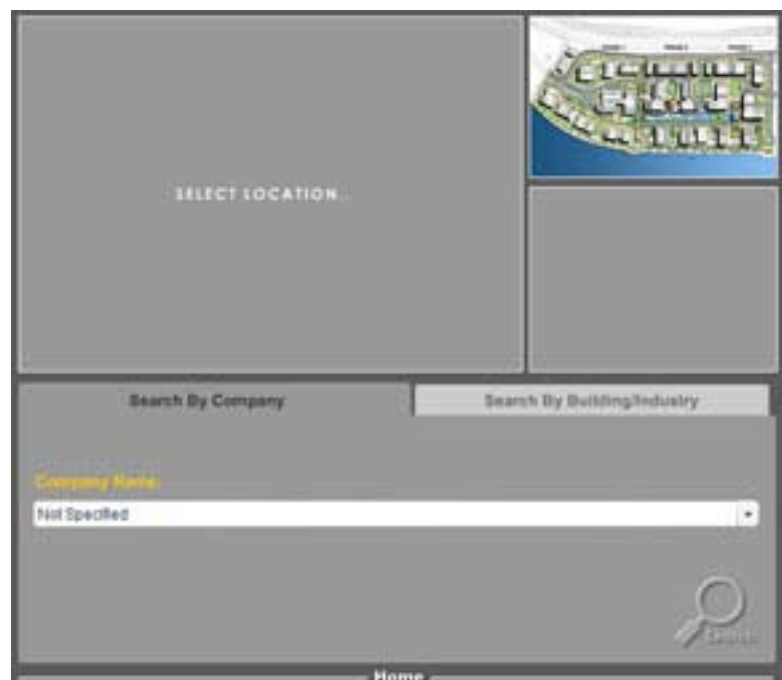 SELECT LOCATION..
Search By Company
Search By Building/Industry
Company Name:
Not Specified
Home